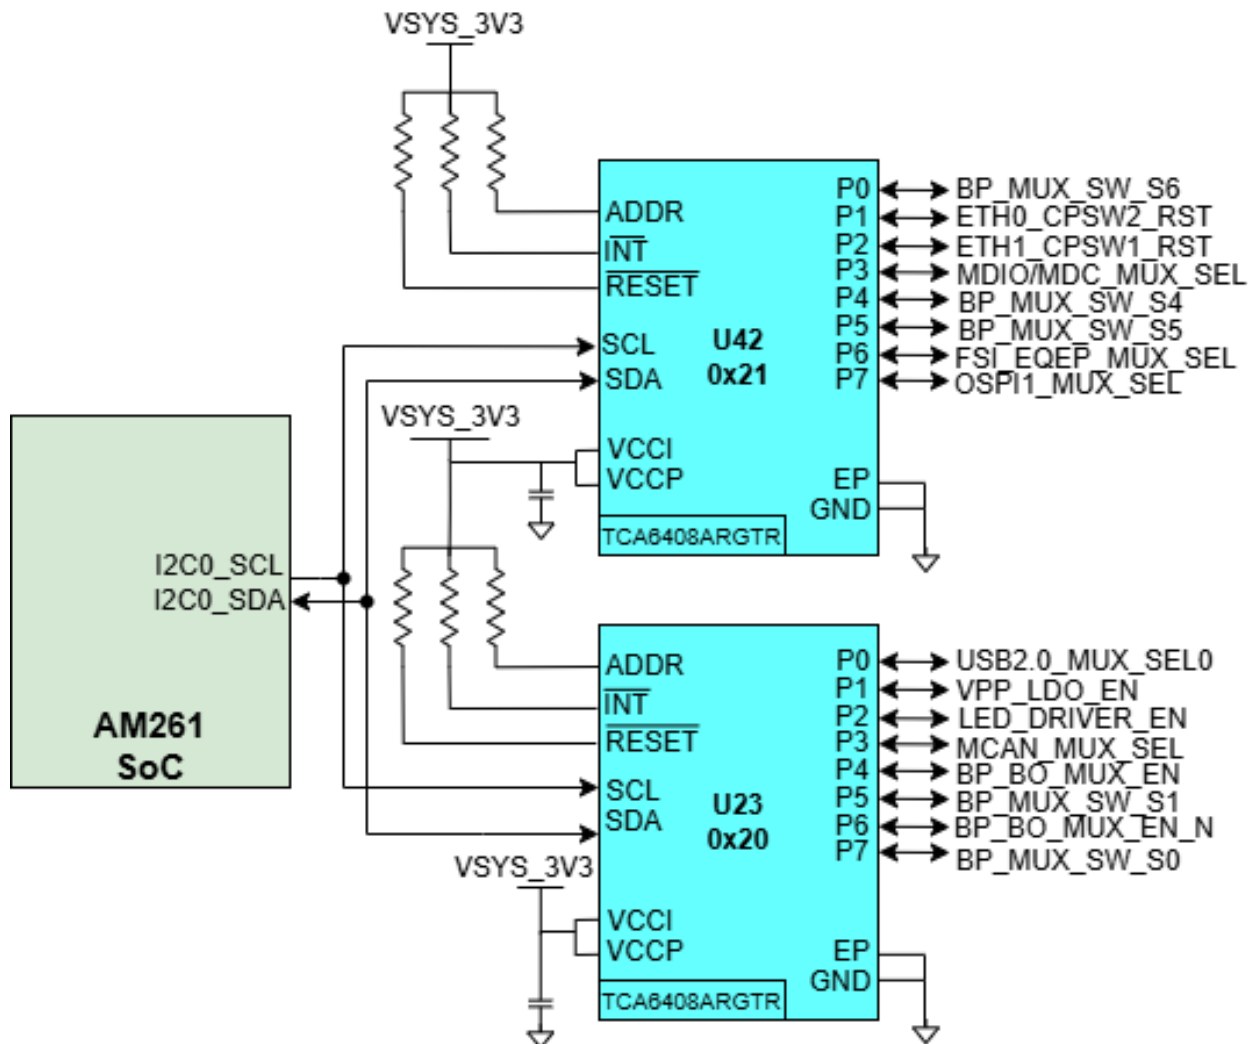 VSYS_3V3
ADDR
INT
RESET
SCL
SDA
VCCI
VCCP
U42
0x21
P0
P1
P2
P3
P4
P5
P6
P7
EP
GND
TCA6408ARGTR
BP_MUX_SW_S6
ETH0_CPSW2_RST
ETH1_CPSW1_RST
MDIO/MDC_MUX_SEL
BP_MUX_SW_S4
BP_MUX_SW_S5
FSI_EQEP_MUX_SEL
OSPI1_MUX_SEL
VSYS_3V3
I2C0_SCL
I2C0_SDA
AM261
SoC
ADDR
INT
RESET
SCL
SDA
VCCI
VCCP
U23
0x20
P0
P1
P2
P3
P4
P5
P6
P7
EP
GND
TCA6408ARGTR
USB2.0_MUX_SEL0
VPP_LDO_EN
LED_DRIVER_EN
MCAN_MUX_SEL
BP_BO_MUX_EN
BP_MUX_SW_S1
BP_BO_MUX_EN_N
BP_MUX_SW_S0
VSYS_3V3